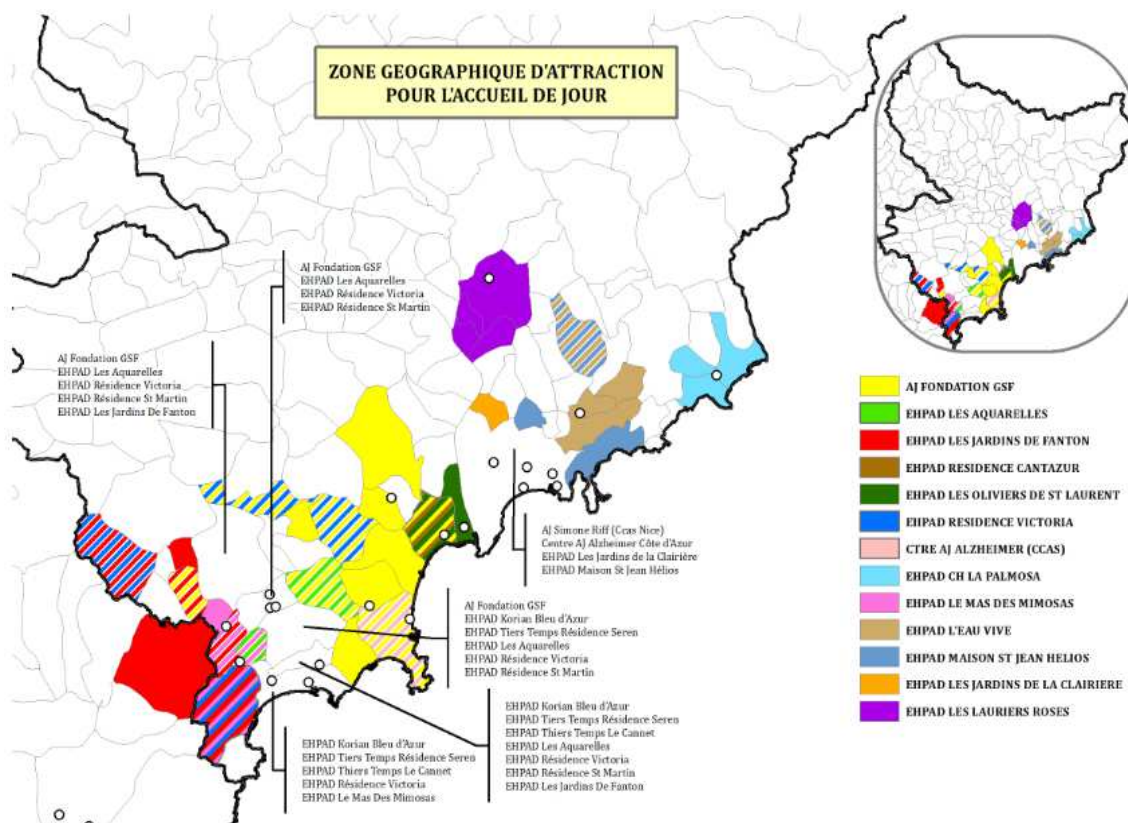 ZONE GEOGRAPHIQUE D'ATTRACTION
POUR L'ACCUEIL DE JOUR
AJ Fondation GSF
EHPAD Les Aquarelles
EHPAD Résidence Victoria
EHPAD Résidence St Martin
AJ Fondation GSF
EHPAD Les Aquarelles
EHPAD Résidence Victoria
EHPAD Résidence St Martin
EHPAD Les Jardins De Fanton
AJ Simone Riff (Ccas Nice)
Centre AJ Alzheimer Côte d'Azur
EHPAD Les Jardins de la Clairière
EHPAD Maison St Jean Hélios
AJ Fondation GSF
EHPAD Korian Bleu d'Azur
EHPAD Tiers Temps Résidence Seren
EHPAD Les Aquarelles
EHPAD Résidence Victoria
EHPAD Résidence St Martin
EHPAD Korian Bleu d'Azur
EHPAD Tiers Temps Résidence Seren
EHPAD Thiers Temps Le Cannet
EHPAD Les Aquarelles
EHPAD Résidence Victoria
EHPAD Résidence St Martin
EHPAD Les Jardins De Fanton
EHPAD Korian Bleu d'Azur
EHPAD Tiers Temps Résidence Seren
EHPAD Thiers Temps Le Cannet
EHPAD Résidence Victoria
EHPAD Le Mas Des Mimosas
AJ FONDATION GSF
EHPAD LES AQUARELLES
EHPAD LES JARDINS DE FANTON
EHPAD RESIDENCE CANTAZUR
EHPAD LES OLIVIERS DE ST LAURENT
EHPAD RESIDENCE VICTORIA
CTRE AJ ALZHEIMER (CCAS)
EHPAD CH LA PALMOSA
EHPAD LE MAS DES MIMOSAS
EHPAD L'EAU VIVE
EHPAD MAISON ST JEAN HELIOS
EHPAD LES JARDINS DE LA CLAIRIERE
EHPAD LES LAURIERS ROSES